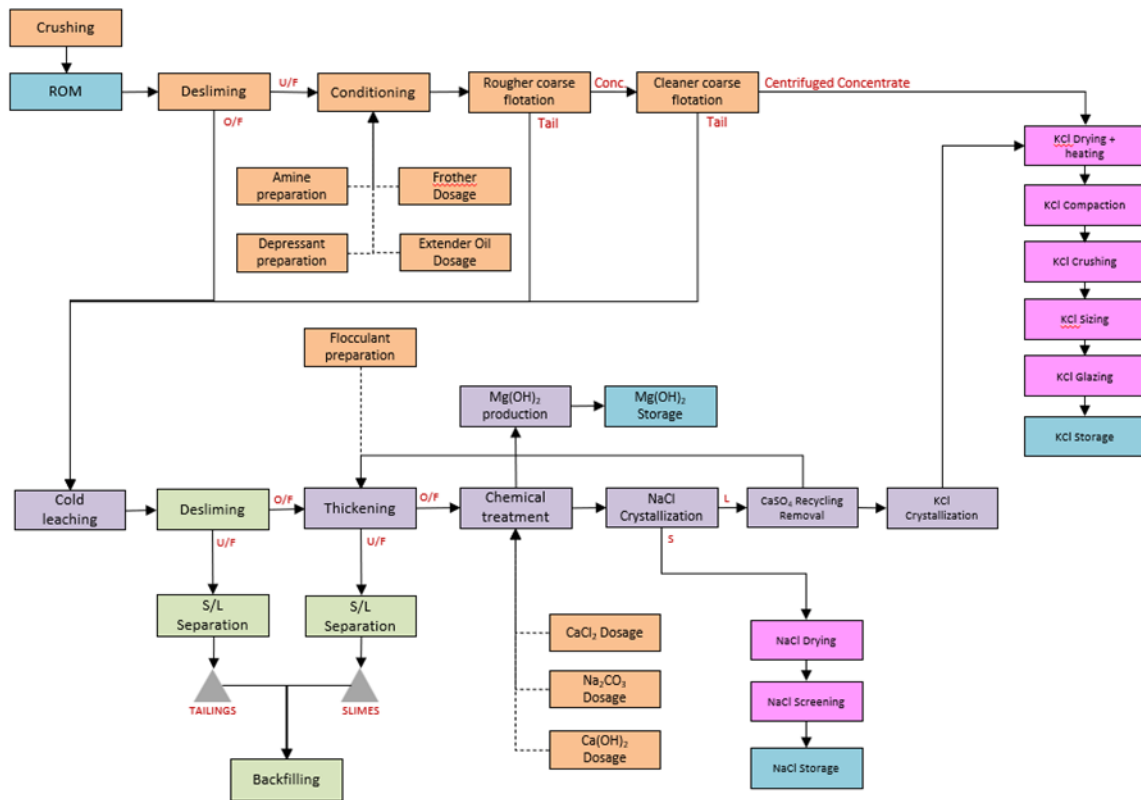 Crushing
ROM
U/F
Desliming
O/F
Conditioning
Rougher coarse
flotation
Conc.
Tail
Cleaner coarse
flotation
Tail
Centrifuged Concentrate
KCl Drying +
heating
Amine
preparation
Frother
Dosage
KCl Compaction
Depressant
preparation
Extender Oil
Dosage
KCl Crushing
KCl Sizing
Flocculant
preparation
KCl Glazing
Mg(OH)₂
production
Mg(OH)₂
Storage
KCl Storage
Cold
leaching
Desliming
O/F
U/F
Thickening
O/F
U/F
Chemical
treatment
NaCl
Crystallization
L
S
CaSO₄ Recycling
Removal
KCl
Crystallization
S/L
Separation
S/L
Separation
CaCl₂ Dosage
NaCl Drying
Na₂CO₃
Dosage
NaCl Screening
TAILINGS
SLIMES
Ca(OH)₂
Dosage
NaCl Storage
Backfilling